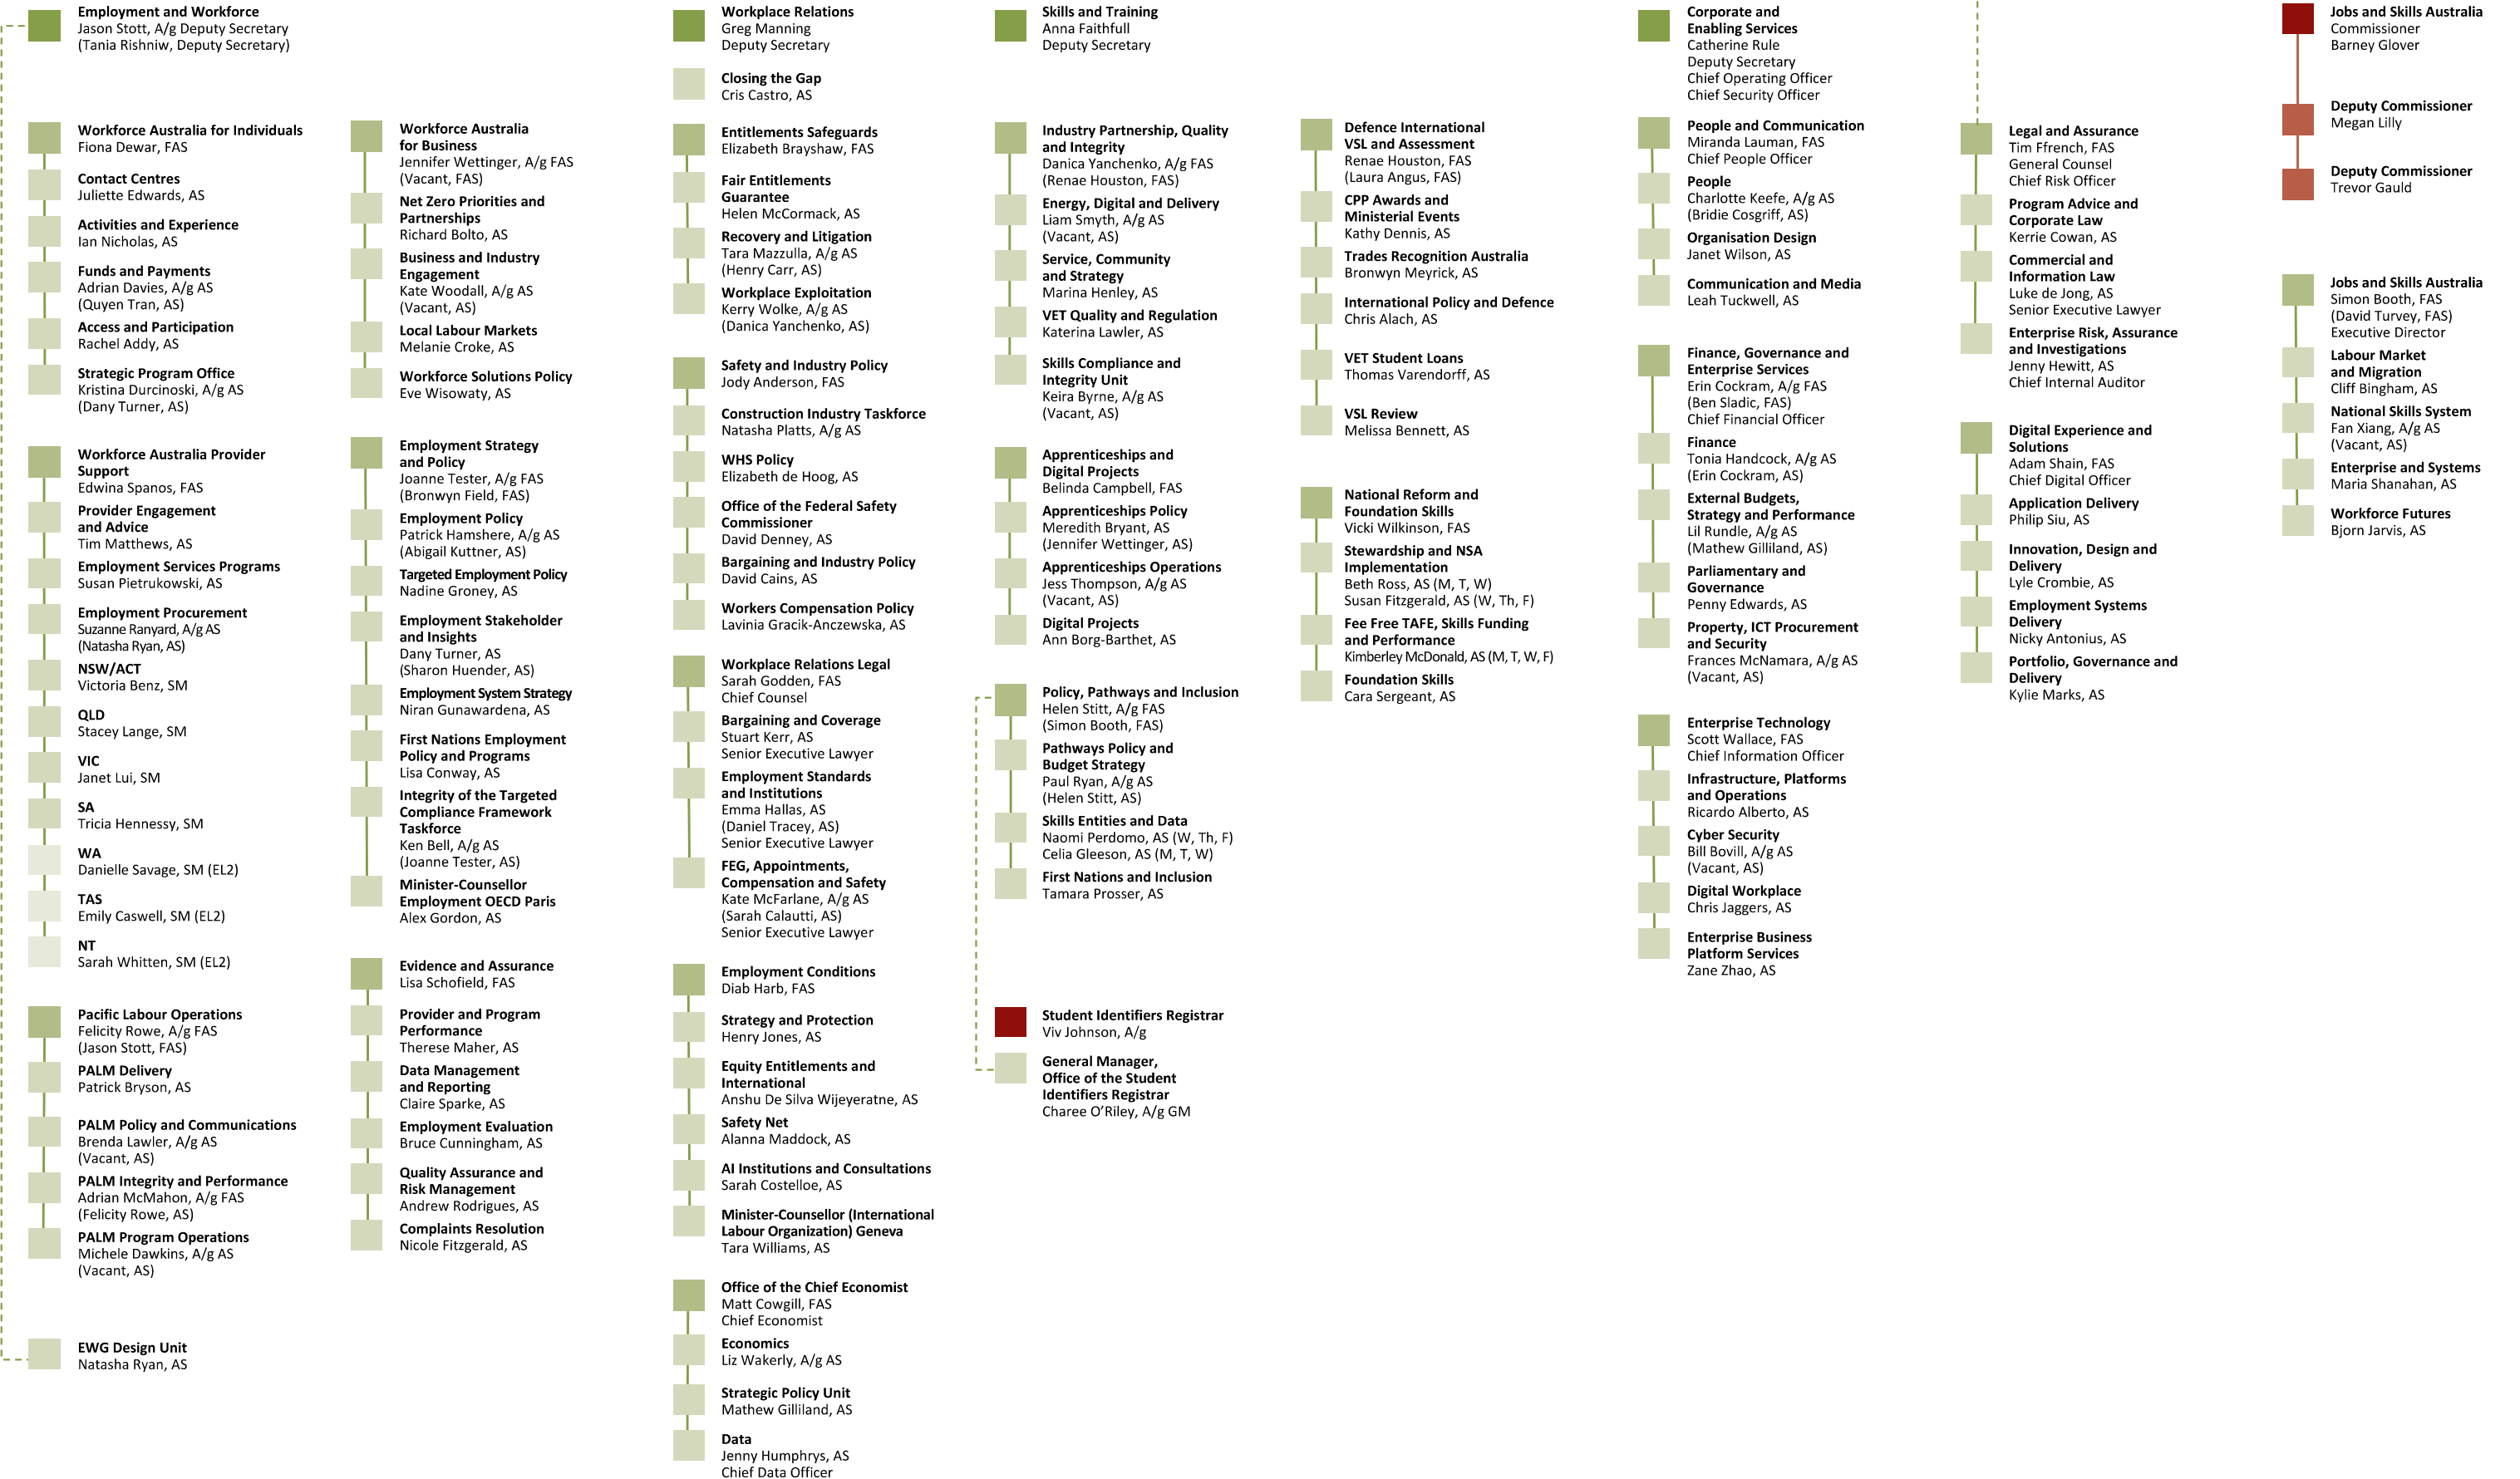 Employment and Workforce
Jason Stott, A/g Deputy Secretary
(Tania Rishniw, Deputy Secretary)
Workforce Australia for Individuals
Fiona Dewar, FAS
Contact Centres
Juliette Edwards, AS
Activities and Experience
Ian Nicholas, AS
Funds and Payments
Adrian Davies, A/g AS
(Quyen Tran, AS)
Access and Participation
Rachel Addy, AS
Strategic Program Office
Kristina Durcinoski, A/g AS
(Dany Turner, AS)
Workforce Australia Provider
Support
Edwina Spanos, FAS
Provider Engagement
and Advice
Tim Matthews, AS
Employment Services Programs
Susan Pietrukowski, AS
Employment Procurement
Suzanne Ranyard, A/g AS
(Natasha Ryan, AS)
NSW/ACT
Victoria Benz, SM
QLD
Stacey Lange, SM
VIC
Janet Lui, SM
SA
Tricia Hennessy, SM
WA
Danielle Savage, SM (EL2)
TAS
Emily Caswell, SM (EL2)
NT
Sarah Whitten, SM (EL2)
Pacific Labour Operations
Felicity Rowe, A/g FAS
(Jason Stott, FAS)
PALM Delivery
Patrick Bryson, AS
PALM Policy and Communications
Brenda Lawler, A/g AS
(Vacant, AS)
PALM Integrity and Performance
Adrian McMahon, A/g FAS
(Felicity Rowe, AS)
PALM Program Operations
Michele Dawkins, A/g AS
(Vacant, AS)
EWG Design Unit
Natasha Ryan, AS
Workforce Australia
for Business
Jennifer Wettinger, A/g FAS
(Vacant, FAS)
Net Zero Priorities and
Partnerships
Richard Bolto, AS
Business and Industry
Engagement
Kate Woodall, A/g AS
(Vacant, AS)
Local Labour Markets
Melanie Croke, AS
Workforce Solutions Policy
Eve Wisowaty, AS
Employment Strategy
and Policy
Joanne Tester, A/g FAS
(Bronwyn Field, FAS)
Employment Policy
Patrick Hamshere, A/g AS
(Abigail Kuttner, AS)
Targeted Employment Policy
Nadine Groney, AS
Employment Stakeholder
and Insights
Dany Turner, AS
(Sharon Huender, AS)
Employment System Strategy
Niran Gunawardena, AS
First Nations Employment
Policy and Programs
Lisa Conway, AS
Integrity of the Targeted
Compliance Framework
Taskforce
Ken Bell, A/g AS
(Joanne Tester, AS)
Minister-Counsellor
Employment OECD Paris
Alex Gordon, AS
Evidence and Assurance
Lisa Schofield, FAS
Provider and Program
Performance
Therese Maher, AS
Data Management
and Reporting
Claire Sparke, AS
Employment Evaluation
Bruce Cunningham, AS
Quality Assurance and
Risk Management
Andrew Rodrigues, AS
Complaints Resolution
Nicole Fitzgerald, AS
Workplace Relations
Greg Manning
Deputy Secretary
Closing the Gap
Cris Castro, AS
Entitlements Safeguards
Elizabeth Brayshaw, FAS
Fair Entitlements
Guarantee
Helen McCormack, AS
Recovery and Litigation
Tara Mazzulla, A/g AS
(Henry Carr, AS)
Workplace Exploitation
Kerry Wolke, A/g AS
(Danica Yanchenko, AS)
Safety and Industry Policy
Jody Anderson, FAS
Construction Industry Taskforce
Natasha Platts, A/g AS
WHS Policy
Elizabeth de Hoog, AS
Office of the Federal Safety
Commissioner
David Denney, AS
Bargaining and Industry Policy
David Cains, AS
Workers Compensation Policy
Lavinia Gracik-Anczewska, AS
Workplace Relations Legal
Sarah Godden, FAS
Chief Counsel
Bargaining and Coverage
Stuart Kerr, AS
Senior Executive Lawyer
Employment Standards
and Institutions
Emma Hallas, AS
(Daniel Tracey, AS)
Senior Executive Lawyer
FEG, Appointments,
Compensation and Safety
Kate McFarlane, A/g AS
(Sarah Calautti, AS)
Senior Executive Lawyer
Employment Conditions
Diab Harb, FAS
Strategy and Protection
Henry Jones, AS
Equity Entitlements and
International
Anshu De Silva Wijeyeratne, AS
Safety Net
Alanna Maddock, AS
AI Institutions and Consultations
Sarah Costelloe, AS
Minister-Counsellor (International
Labour Organization) Geneva
Tara Williams, AS
Office of the Chief Economist
Matt Cowgill, FAS
Chief Economist
Economics
Liz Wakerly, A/g AS
Strategic Policy Unit
Mathew Gilliland, AS
Data
Jenny Humphrys, AS
Chief Data Officer
Skills and Training
Anna Faithfull
Deputy Secretary
Industry Partnership, Quality
and Integrity
Danica Yanchenko, A/g FAS
(Renae Houston, FAS)
Energy, Digital and Delivery
Liam Smyth, A/g AS
(Vacant, AS)
Service, Community
and Strategy
Marina Henley, AS
VET Quality and Regulation
Katerina Lawler, AS
Skills Compliance and
Integrity Unit
Keira Byrne, A/g AS
(Vacant, AS)
Apprenticeships and
Digital Projects
Belinda Campbell, FAS
Apprenticeships Policy
Meredith Bryant, AS
(Jennifer Wettinger, AS)
Apprenticeships Operations
Jess Thompson, A/g AS
(Vacant, AS)
Digital Projects
Ann Borg-Barthet, AS
Policy, Pathways and Inclusion
Helen Stitt, A/g FAS
(Simon Booth, FAS)
Pathways Policy and
Budget Strategy
Paul Ryan, A/g AS
(Helen Stitt, AS)
Skills Entities and Data
Naomi Perdomo, AS (W, Th, F)
Celia Gleeson, AS (M, T, W)
First Nations and Inclusion
Tamara Prosser, AS
Student Identifiers Registrar
Viv Johnson, A/g
General Manager,
Office of the Student
Identifiers Registrar
Charee O’Riley, A/g GM
Defence International
VSL and Assessment
Renae Houston, FAS
(Laura Angus, FAS)
CPP Awards and
Ministerial Events
Kathy Dennis, AS
Trades Recognition Australia
Bronwyn Meyrick, AS
International Policy and Defence
Chris Alach, AS
VET Student Loans
Thomas Varendorff, AS
VSL Review
Melissa Bennett, AS
National Reform and
Foundation Skills
Vicki Wilkinson, FAS
Stewardship and NSA
Implementation
Beth Ross, AS (M, T, W)
Susan Fitzgerald, AS (W, Th, F)
Fee Free TAFE, Skills Funding
and Performance
Kimberley McDonald, AS (M, T, W, F)
Foundation Skills
Cara Sergeant, AS
Corporate and
Enabling Services
Catherine Rule
Deputy Secretary
Chief Operating Officer
Chief Security Officer
People and Communication
Miranda Lauman, FAS
Chief People Officer
People
Charlotte Keefe, A/g AS
(Bridie Cosgriff, AS)
Organisation Design
Janet Wilson, AS
Communication and Media
Leah Tuckwell, AS
Finance, Governance and
Enterprise Services
Erin Cockram, A/g FAS
(Ben Sladic, FAS)
Chief Financial Officer
Finance
Tonia Handcock, A/g AS
(Erin Cockram, AS)
External Budgets,
Strategy and Performance
Lil Rundle, A/g AS
(Mathew Gilliland, AS)
Parliamentary and
Governance
Penny Edwards, AS
Property, ICT Procurement
and Security
Frances McNamara, A/g AS
(Vacant, AS)
Enterprise Technology
Scott Wallace, FAS
Chief Information Officer
Infrastructure, Platforms
and Operations
Ricardo Alberto, AS
Cyber Security
Bill Bovill, A/g AS
(Vacant, AS)
Digital Workplace
Chris Jaggers, AS
Enterprise Business
Platform Services
Zane Zhao, AS
Legal and Assurance
Tim Ffrench, FAS
General Counsel
Chief Risk Officer
Program Advice and
Corporate Law
Kerrie Cowan, AS
Commercial and
Information Law
Luke de Jong, AS
Senior Executive Lawyer
Enterprise Risk, Assurance
and Investigations
Jenny Hewitt, AS
Chief Internal Auditor
Digital Experience and
Solutions
Adam Shain, FAS
Chief Digital Officer
Application Delivery
Philip Siu, AS
Innovation, Design and
Delivery
Lyle Crombie, AS
Employment Systems
Delivery
Nicky Antonius, AS
Portfolio, Governance and
Delivery
Kylie Marks, AS
Jobs and Skills Australia
Commissioner
Barney Glover
Deputy Commissioner
Megan Lilly
Deputy Commissioner
Trevor Gauld
Jobs and Skills Australia
Simon Booth, FAS
(David Turvey, FAS)
Executive Director
Labour Market
and Migration
Cliff Bingham, AS
National Skills System
Fan Xiang, A/g AS
(Vacant, AS)
Enterprise and Systems
Maria Shanahan, AS
Workforce Futures
Bjorn Jarvis, AS